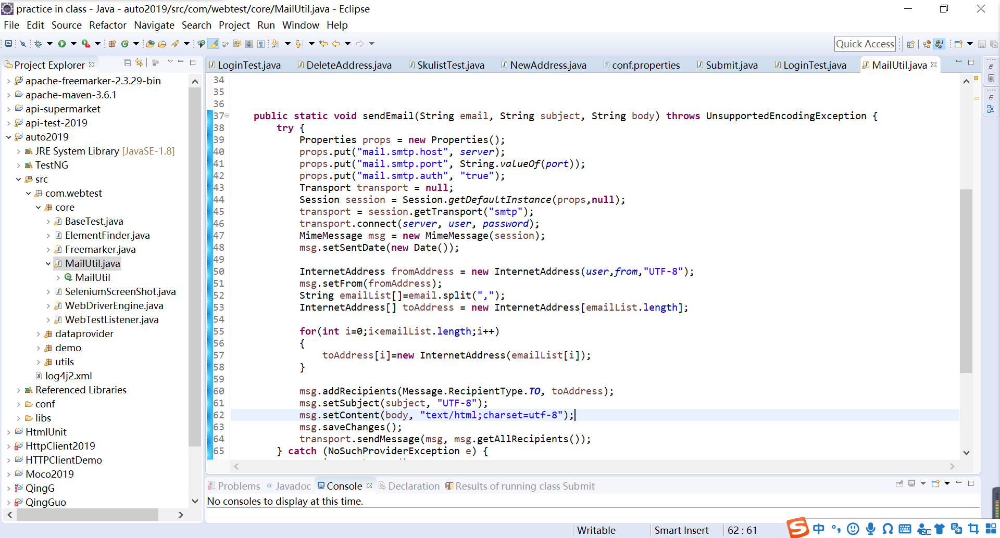 practice in class - Java - auto2019/src/com/webtest/core/MailUtil.java - Eclipse
File Edit Source Refactor Navigate Search Project Run Window Help
Quick Access
Project Explorer
apache-freemarker-2.3.29-bin
apache-maven-3.6.1
api-supermarket
api-test-2019
auto2019
JRE System Library [JavaSE-1.8]
TestNG
src
com.webtest
core
BaseTest.java
ElementFinder.java
Freemarker.java
MailUtil.java
MailUtil
SeleniumScreenShot.java
WebDriverEngine.java
WebTestListener.java
dataprovider
demo
utils
log4j2.xml
Referenced Libraries
conf
libs
HtmlUnit
HttpClient2019
HTTPClientDemo
Moco2019
QingG
QingGuo
LoginTest.java DeleteAddress.java SkulistTest.java NewAddress.java conf.properties Submit.java LoginTest.java MailUtil.java
34
35
36
37 public static void sendEmail(String email, String subject, String body) throws UnsupportedEncodingException {
38 try {
39 Properties props = new Properties();
40 props.put("mail.smtp.host", server);
41 props.put("mail.smtp.port", String.valueOf(port));
42 props.put("mail.smtp.auth", "true");
43 Transport transport = null;
44 Session session = Session.getDefaultInstance(props,null);
45 transport = session.getTransport("smtp");
46 transport.connect(server, user, password);
47 MimeMessage msg = new MimeMessage(session);
48 msg.setSentDate(new Date());
49
50 InternetAddress fromAddress = new InternetAddress(user,from,"UTF-8");
51 msg.setFrom(fromAddress);
52 String emailList[]=email.split(",");
53 InternetAddress[] toAddress = new InternetAddress[emailList.length];
54
55 for(int i=0;i<emailList.length;i++)
56 {
57 toAddress[i]=new InternetAddress(emailList[i]);
58 }
59
60 msg.addRecipients(Message.RecipientType.TO, toAddress);
61 msg.setSubject(subject, "UTF-8");
62 msg.setContent(body, "text/html;charset=utf-8");
63 msg.saveChanges();
64 transport.sendMessage(msg, msg.getAllRecipients());
65 } catch (NoSuchProviderException e) {
Problems @ Javadoc Console Declaration Results of running class Submit
No consoles to display at this time.
Writable Smart Insert 62 : 61
中